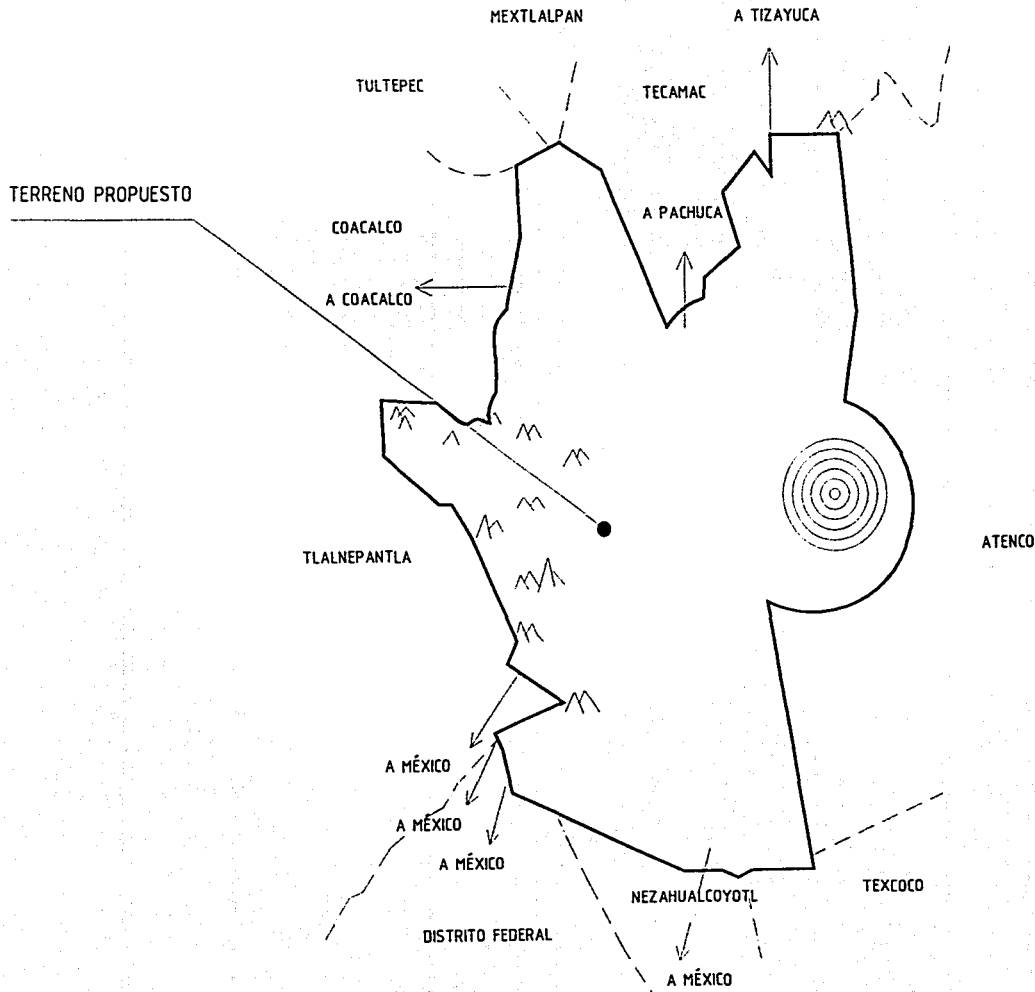 MEXTLALPAN
A TIZAYUCA
TULTEPEC
TECAMAC
TERRENO PROPUESTO
A PACHUCA
COACALCO
A COACALCO
ATENCO
TLALNEPANTLA
A MÉXICO
A MÉXICO
A MÉXICO
TEXCOCO
NEZAHUALCOYOTL
DISTRITO FEDERAL
A MÉXICO